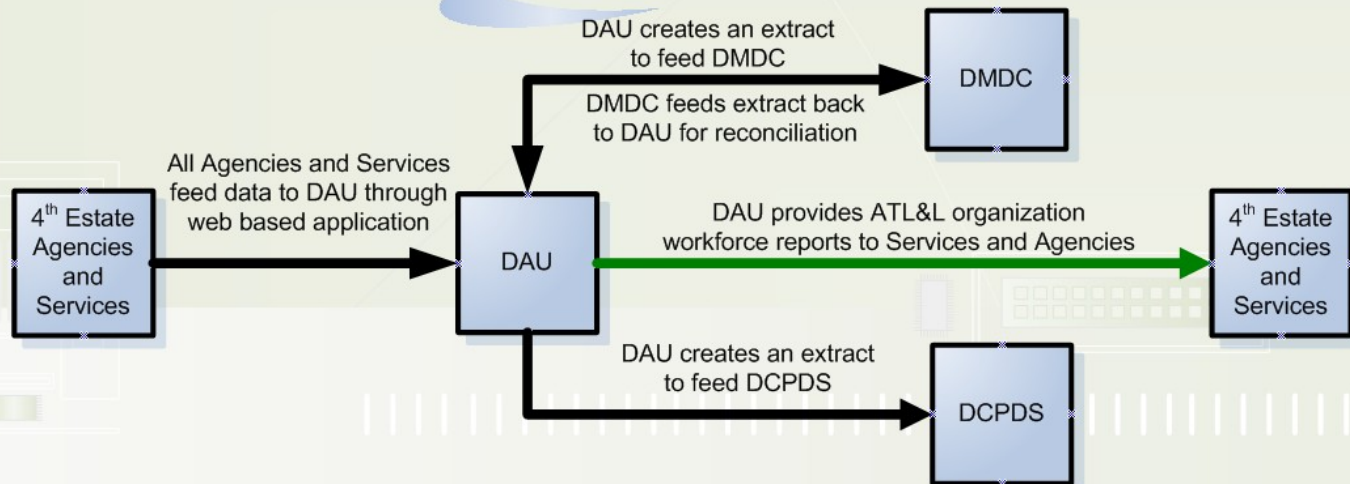 DAU creates an extract
to feed DMDC
DMDC
DMDC feeds extract back
to DAU for reconciliation
All Agencies and Services
feed data to DAU through
web based application
4th Estate
Agencies
and
Services
DAU
DAU provides ATL&L organization
workforce reports to Services and Agencies
4th Estate
Agencies
and
Services
DAU creates an extract
to feed DCPDS
DCPDS